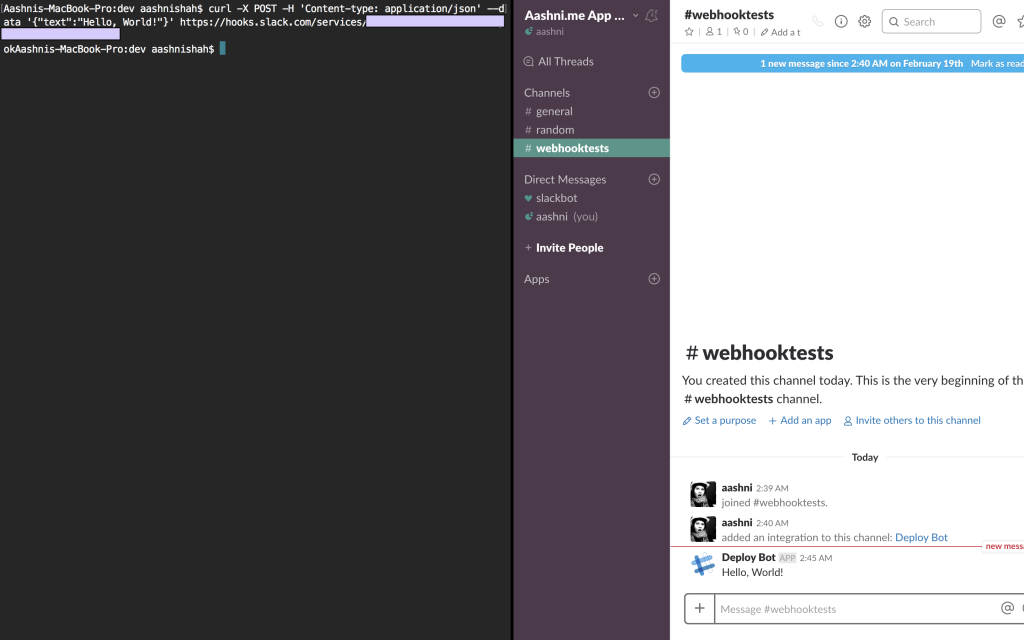 Aashnis-MacBook-Pro:dev aashnishah$ curl -X POST -H 'Content-type: application/json' --d
ata '{"text":"Hello, World!"}' https://hooks.slack.com/services/
okAashnis-MacBook-Pro:dev aashnishah$
Aashni.me App ...
aashni
All Threads
Channels
# general
# random
# webhooktests
Direct Messages
slackbot
aashni (you)
+ Invite People
Apps
#webhooktests
1 | 0 | Add a t
Search
@
1 new message since 2:40 AM on February 19th Mark as read
# webhooktests
You created this channel today. This is the very beginning of th
# webhooktests channel.
Set a purpose + Add an app Invite others to this channel
Today
aashni 2:39 AM
joined #webhooktests.
aashni 2:40 AM
added an integration to this channel: Deploy Bot
new messa
Deploy Bot APP 2:45 AM
Hello, World!
+ Message #webhooktests @